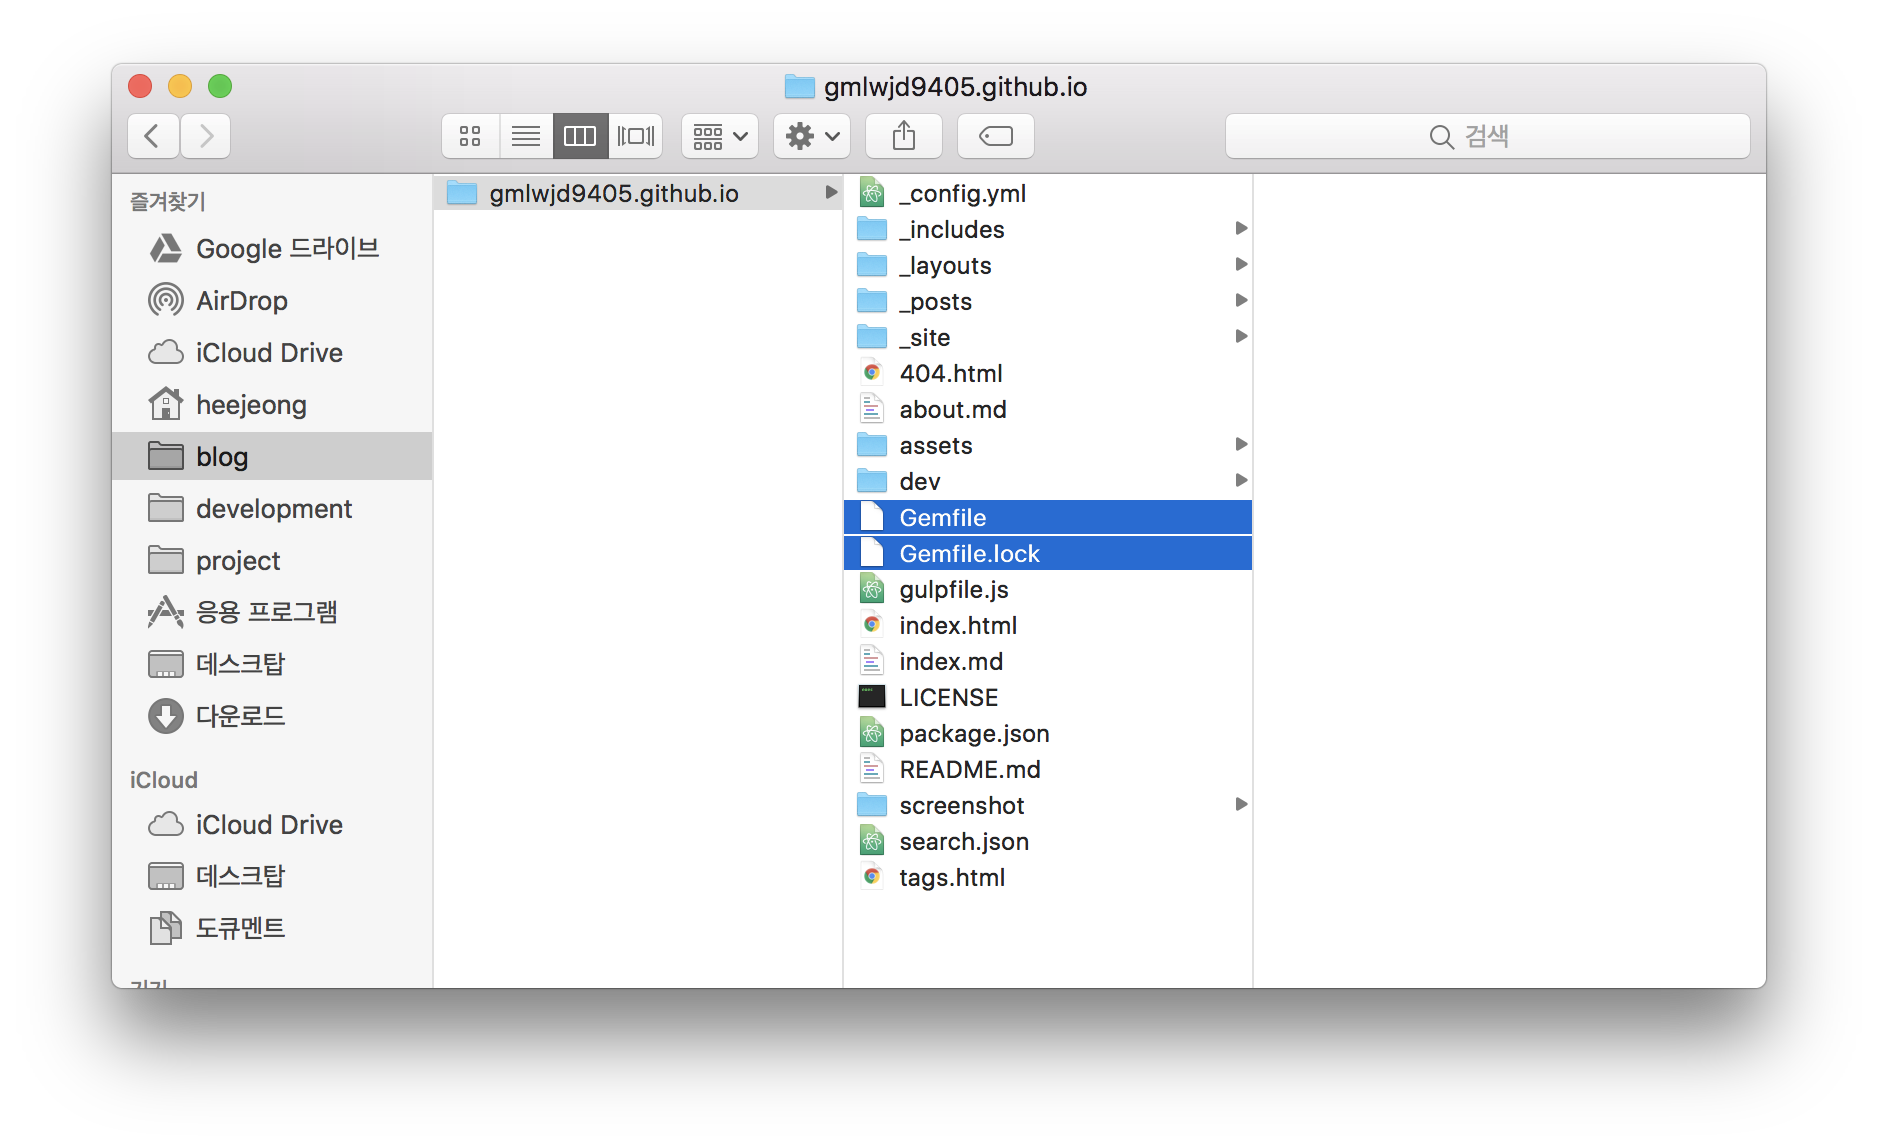 gmlwjd9405.github.io
검색
즐겨찾기
Google 드라이브
AirDrop
iCloud Drive
heejeong
blog
development
project
응용 프로그램
데스크탑
다운로드
iCloud
iCloud Drive
데스크탑
도큐멘트
gmlwjd9405.github.io
_config.yml
_includes
_layouts
_posts
_site
404.html
about.md
assets
dev
Gemfile
Gemfile.lock
gulpfile.js
index.html
index.md
LICENSE
package.json
README.md
screenshot
search.json
tags.html